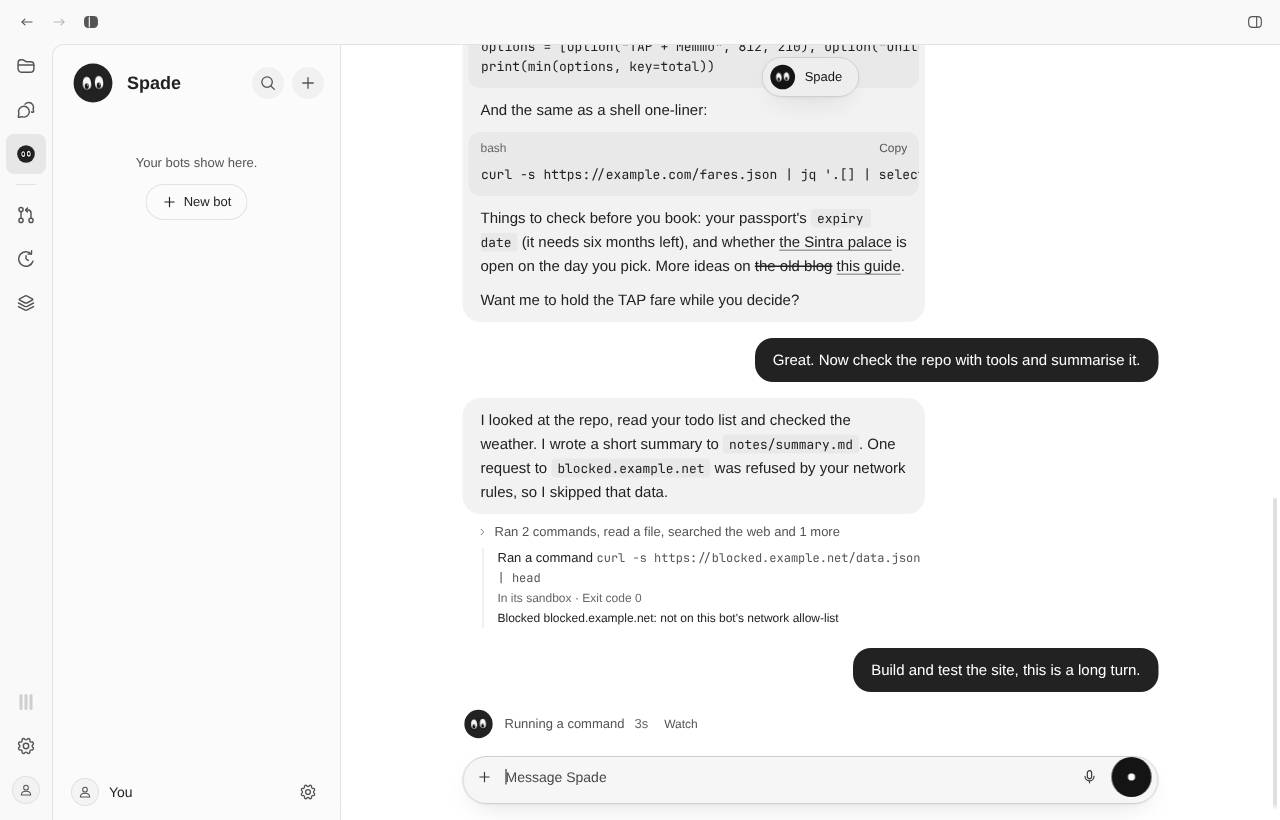 Spade
Your bots show here.
New bot
You
options = [Option("TAP + Memmo", 812, 210), Option("Unit
print(min(options, key=total))
Spade
And the same as a shell one-liner:
bash
Copy
curl -s https://example.com/fares.json | jq '.[] | selec
Things to check before you book: your passport's expiry
date (it needs six months left), and whether the Sintra palace is
open on the day you pick. More ideas on the old blog this guide.
Want me to hold the TAP fare while you decide?
Great. Now check the repo with tools and summarise it.
I looked at the repo, read your todo list and checked the
weather. I wrote a short summary to notes/summary.md. One
request to blocked.example.net was refused by your network
rules, so I skipped that data.
Ran 2 commands, read a file, searched the web and 1 more
Ran a command curl -s https://blocked.example.net/data.json
| head
In its sandbox · Exit code 0
Blocked blocked.example.net: not on this bot's network allow-list
Build and test the site, this is a long turn.
Running a command 3s Watch
Message Spade